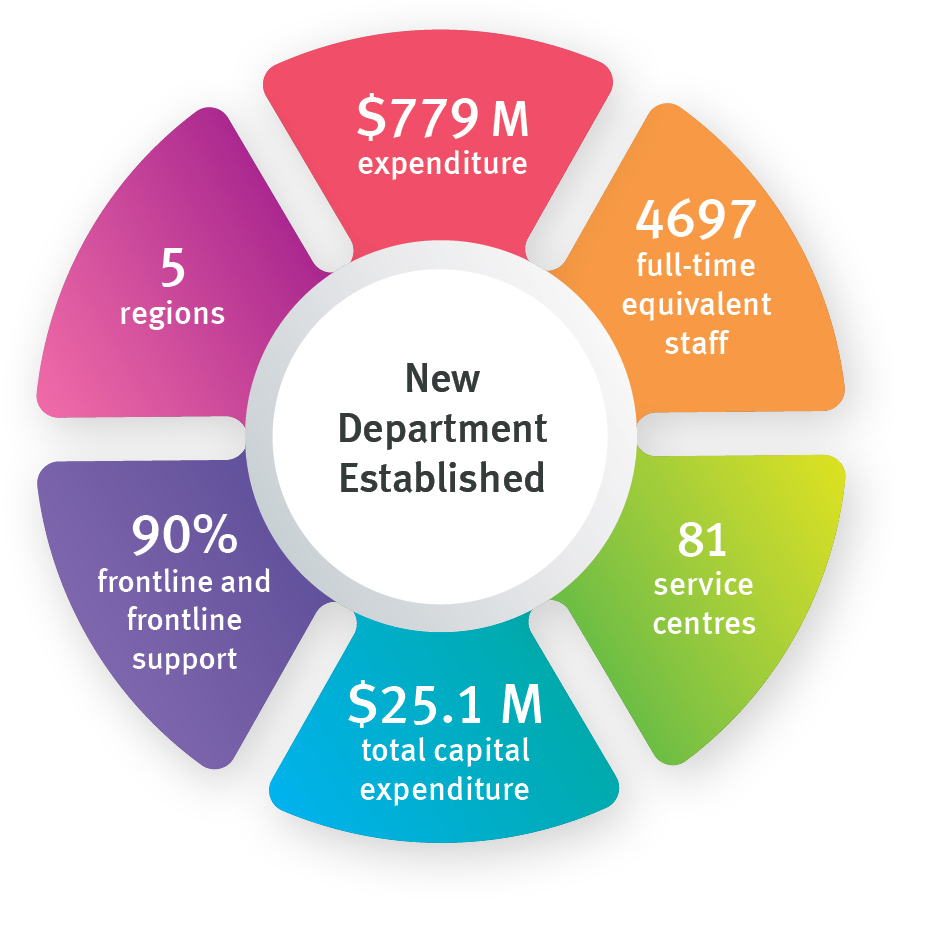 $779 M
expenditure
4697
full-time
equivalent
staff
81
service
centres
$25.1 M
total capital
expenditure
90%
frontline and
frontline
support
5
regions
New
Department
Established